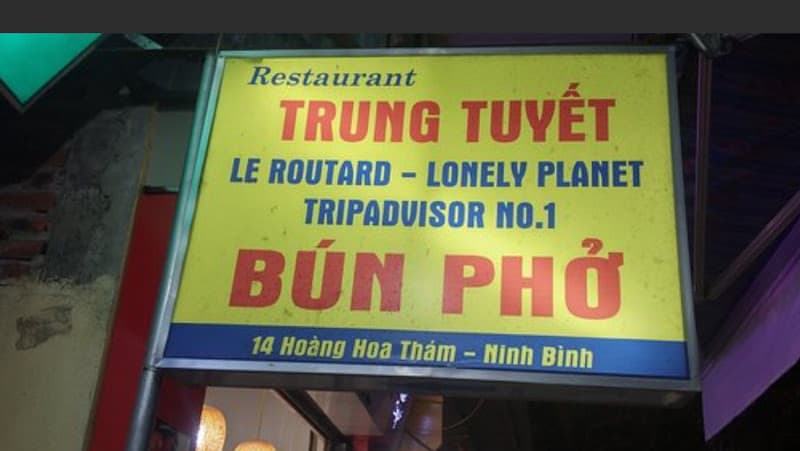 Restaurant
TRUNG TUYẾT
LE ROUTARD - LONELY PLANET
TRIPADVISOR NO.1
BÚN PHỞ
14 Hoàng Hoa Thám - Ninh Bình